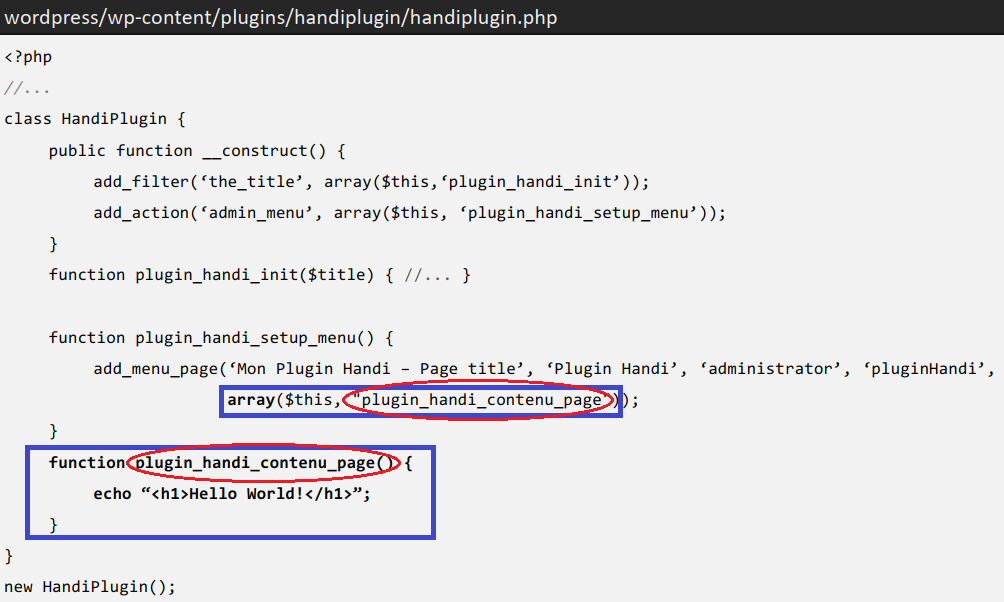 wordpress/wp-content/plugins/handiplugin/handiplugin.php
<?php
//...
class HandiPlugin {
public function __construct() {
add_filter(‘the_title’, array($this,‘plugin_handi_init’));
add_action(‘admin_menu’, array($this, ‘plugin_handi_setup_menu’));
}
function plugin_handi_init($title) { //... }
function plugin_handi_setup_menu() {
add_menu_page(‘Mon Plugin Handi – Page title’, ‘Plugin Handi’, ‘administrator’, ‘pluginHandi’,
array($this, "plugin_handi_contenu_page"));
}
function plugin_handi_contenu_page() {
echo “<h1>Hello World!</h1>”;
}
}
new HandiPlugin();